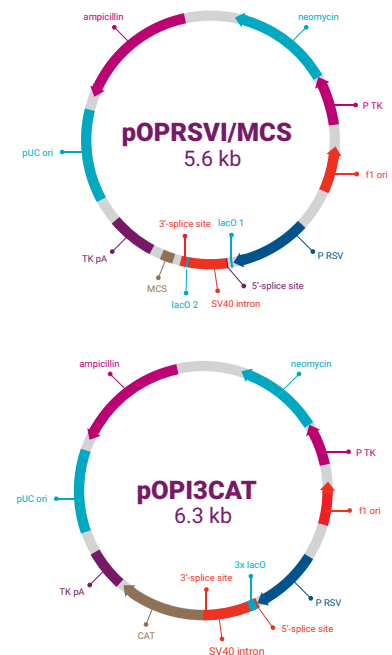 ampicillin
neomycin
P TK
pOPRSVI/MCS
5.6 kb
pUC ori
f1 ori
3'-splice site
lacO 1
TK pA
P RSV
MCS
5'-splice site
lacO 2
SV40 intron
ampicillin
neomycin
P TK
pOPI3CAT
6.3 kb
pUC ori
f1 ori
3'-splice site
3x lacO
TK pA
P RSV
CAT
5'-splice site
SV40 intron